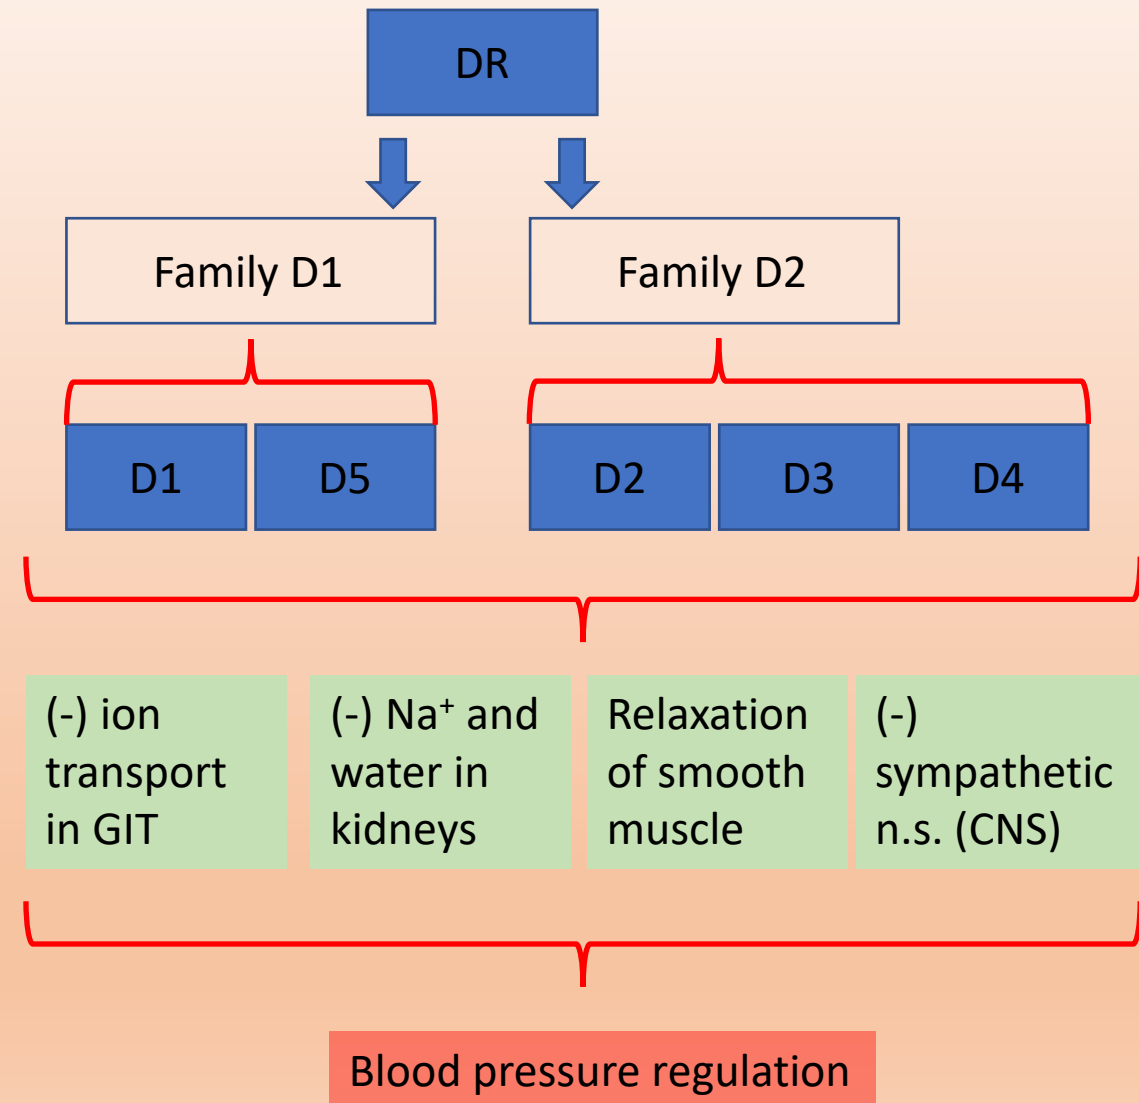 DR
Family D1
Family D2
D1
D5
D2
D3
D4
(-) ion
transport
in GIT
(-) Na⁺ and
water in
kidneys
Relaxation
of smooth
muscle
(-)
sympathetic
n.s. (CNS)
Blood pressure regulation